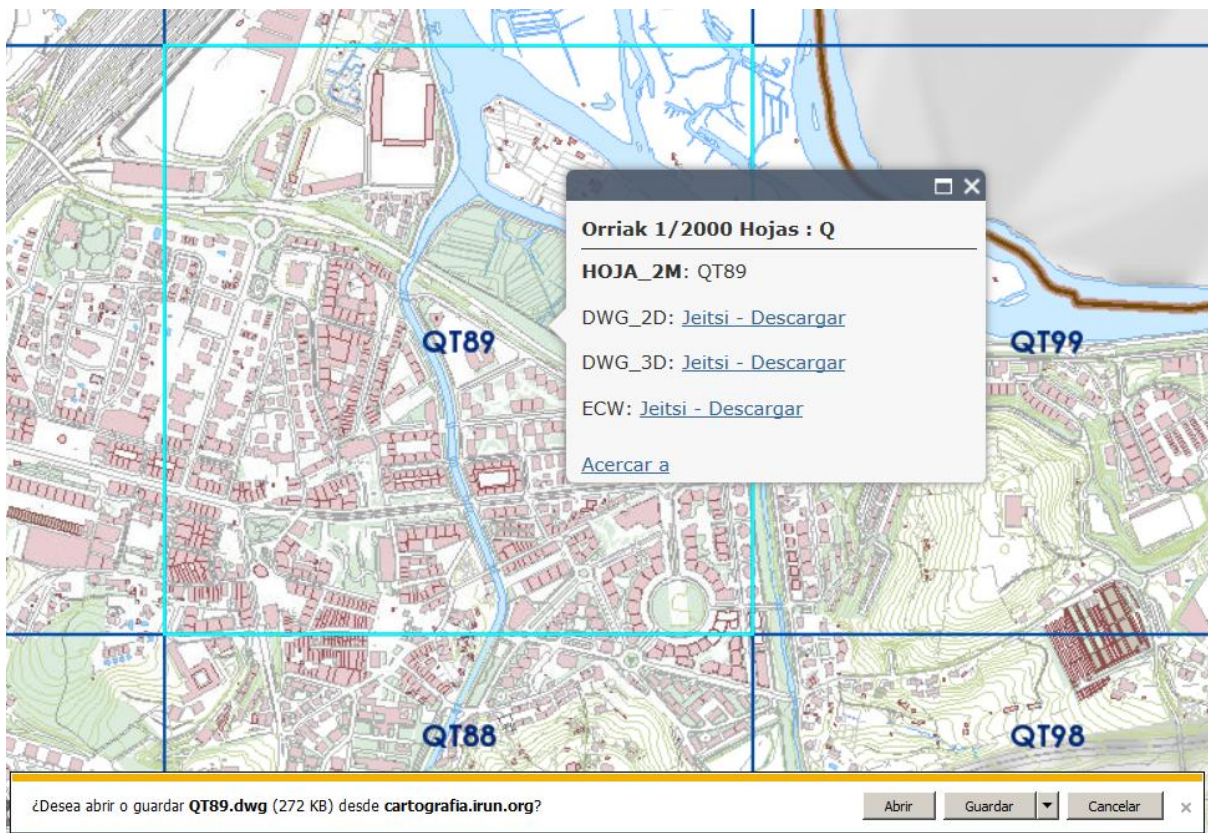 Orriak 1/2000 Hojas : Q
HOJA_2M: QT89
DWG_2D: Jeitsi - Descargar
DWG_3D: Jeitsi - Descargar
ECW: Jeitsi - Descargar
Acercar a
QT89
QT99
QT88
QT98
¿Desea abrir o guardar QT89.dwg (272 KB) desde cartografia.irun.org?
Abrir
Guardar
Cancelar